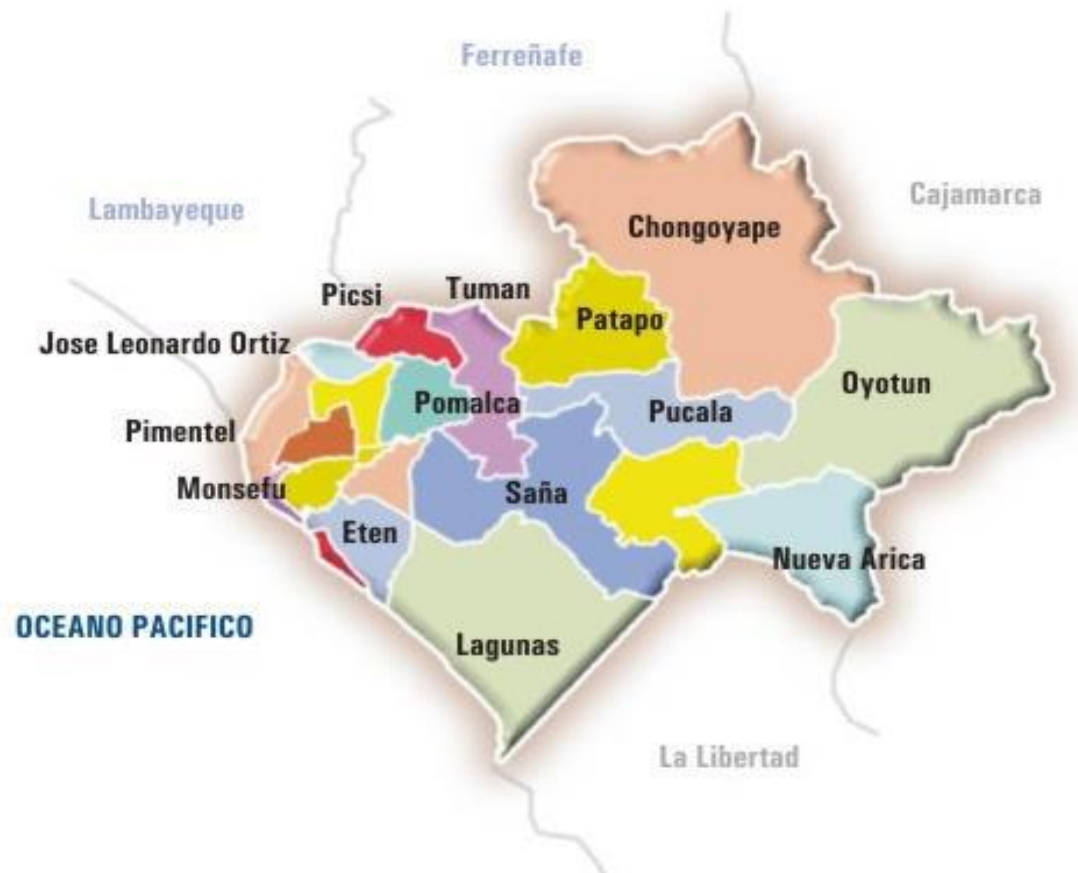 Ferreñafe
Cajamarca
Lambayeque
Chongoyape
Picsi
Tuman
Patapo
Jose Leonardo Ortiz
Oyotun
Pomalca
Pucala
Pimentel
Monsefu
Saña
Eten
Nueva Arica
OCEANO PACIFICO
Lagunas
La Libertad